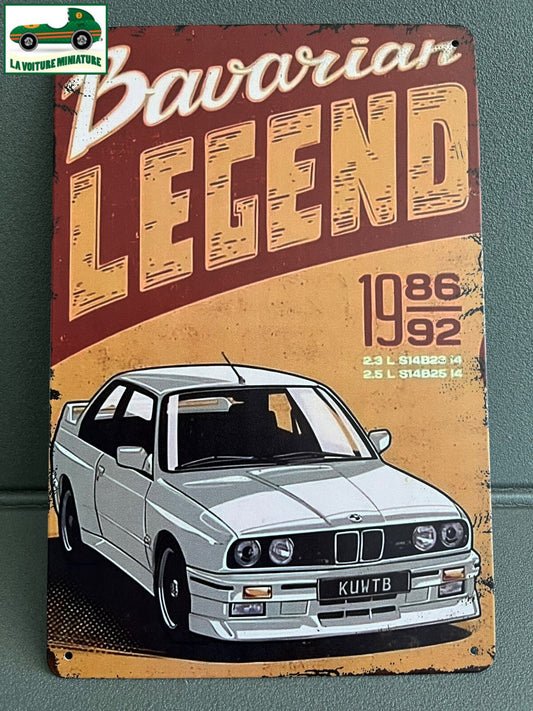 LA VOITURE MINIATURE
Bavarian
LEGEND
1986
92
2.3 L S14B23 I4
2.5 L S14B25 I4
KUWTB